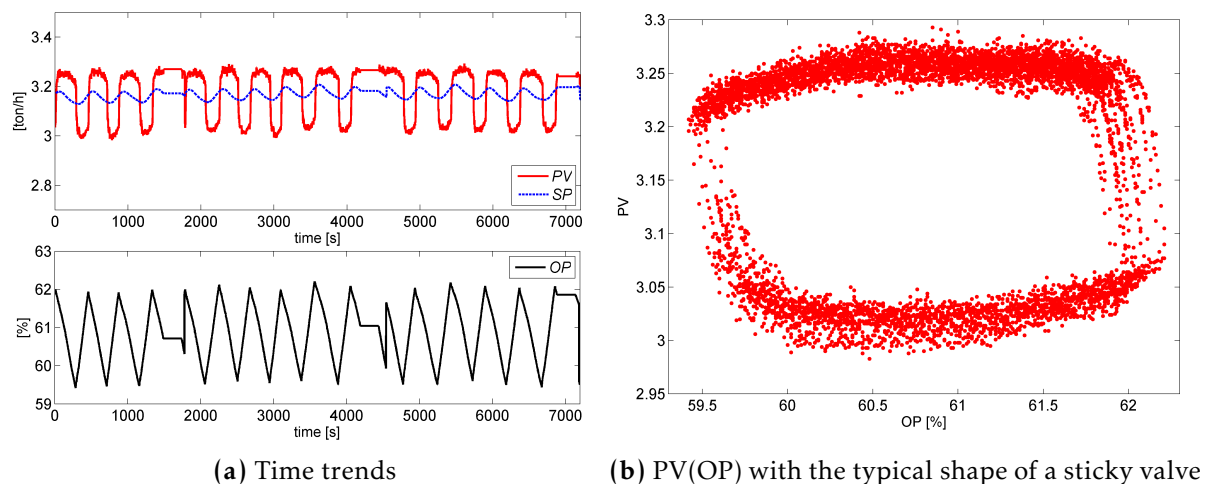 3.4
3.2
3
2.8
[ton/h]
PV
SP
0 1000 2000 3000 4000 5000 6000 7000
time [s]
63
62
61
60
59
[%]
OP
0 1000 2000 3000 4000 5000 6000 7000
time [s]
(a) Time trends
3.3
3.25
3.2
3.15
3.1
3.05
3
2.95
PV
59.5 60 60.5 61 61.5 62
OP [%]
(b) PV(OP) with the typical shape of a sticky valve